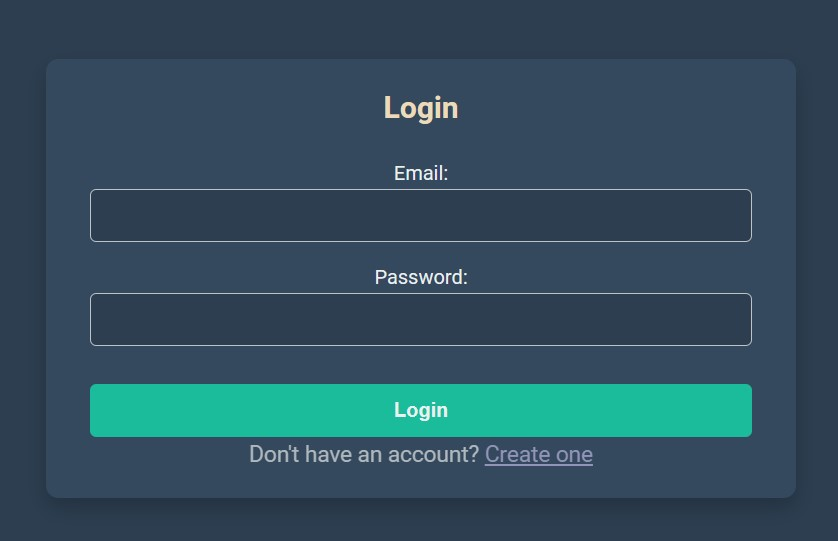 Login
Email:
Password:
Login
Don't have an account? Create one